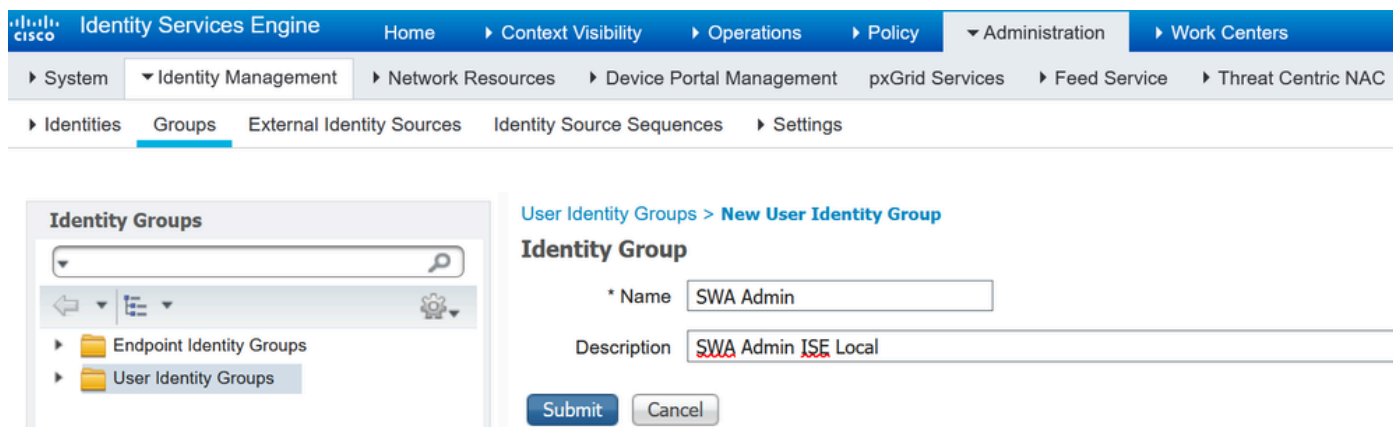 cisco Identity Services Engine Home Context Visibility Operations Policy Administration Work Centers
System Identity Management Network Resources Device Portal Management pxGrid Services Feed Service Threat Centric NAC
Identities Groups External Identity Sources Identity Source Sequences Settings
Identity Groups
Endpoint Identity Groups
User Identity Groups
User Identity Groups > New User Identity Group
Identity Group
* Name SWA Admin
Description SWA Admin ISE Local
Submit Cancel